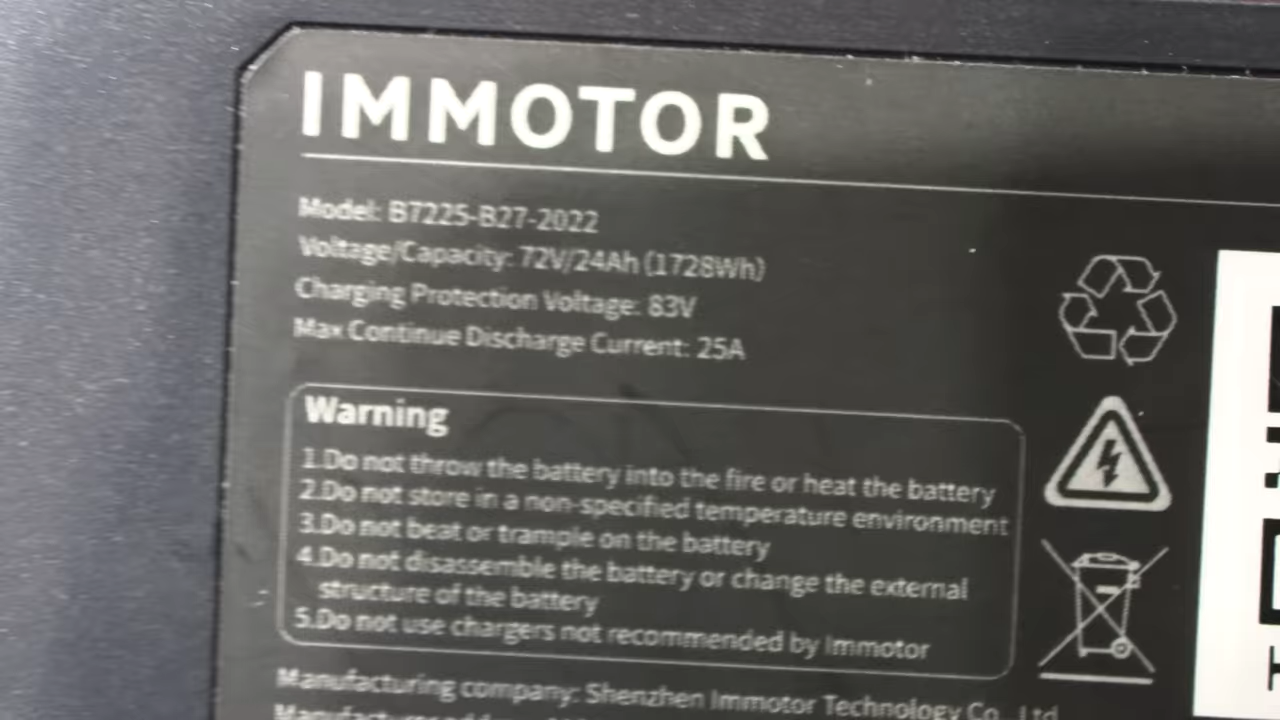 IMMOTOR
Model: B7225-B27-2022
Voltage/Capacity: 72V/24Ah (1728Wh)
Charging Protection Voltage: 83V
Max Continue Discharge Current: 25A
Warning
1.Do not throw the battery into the fire or heat the battery
2.Do not store in a non-specified temperature environment
3.Do not beat or trample on the battery
4.Do not disassemble the battery or change the external
structure of the battery
5.Do not use chargers not recommended by Immotor
Manufacturing company: Shenzhen Immotor Technology Co., Ltd